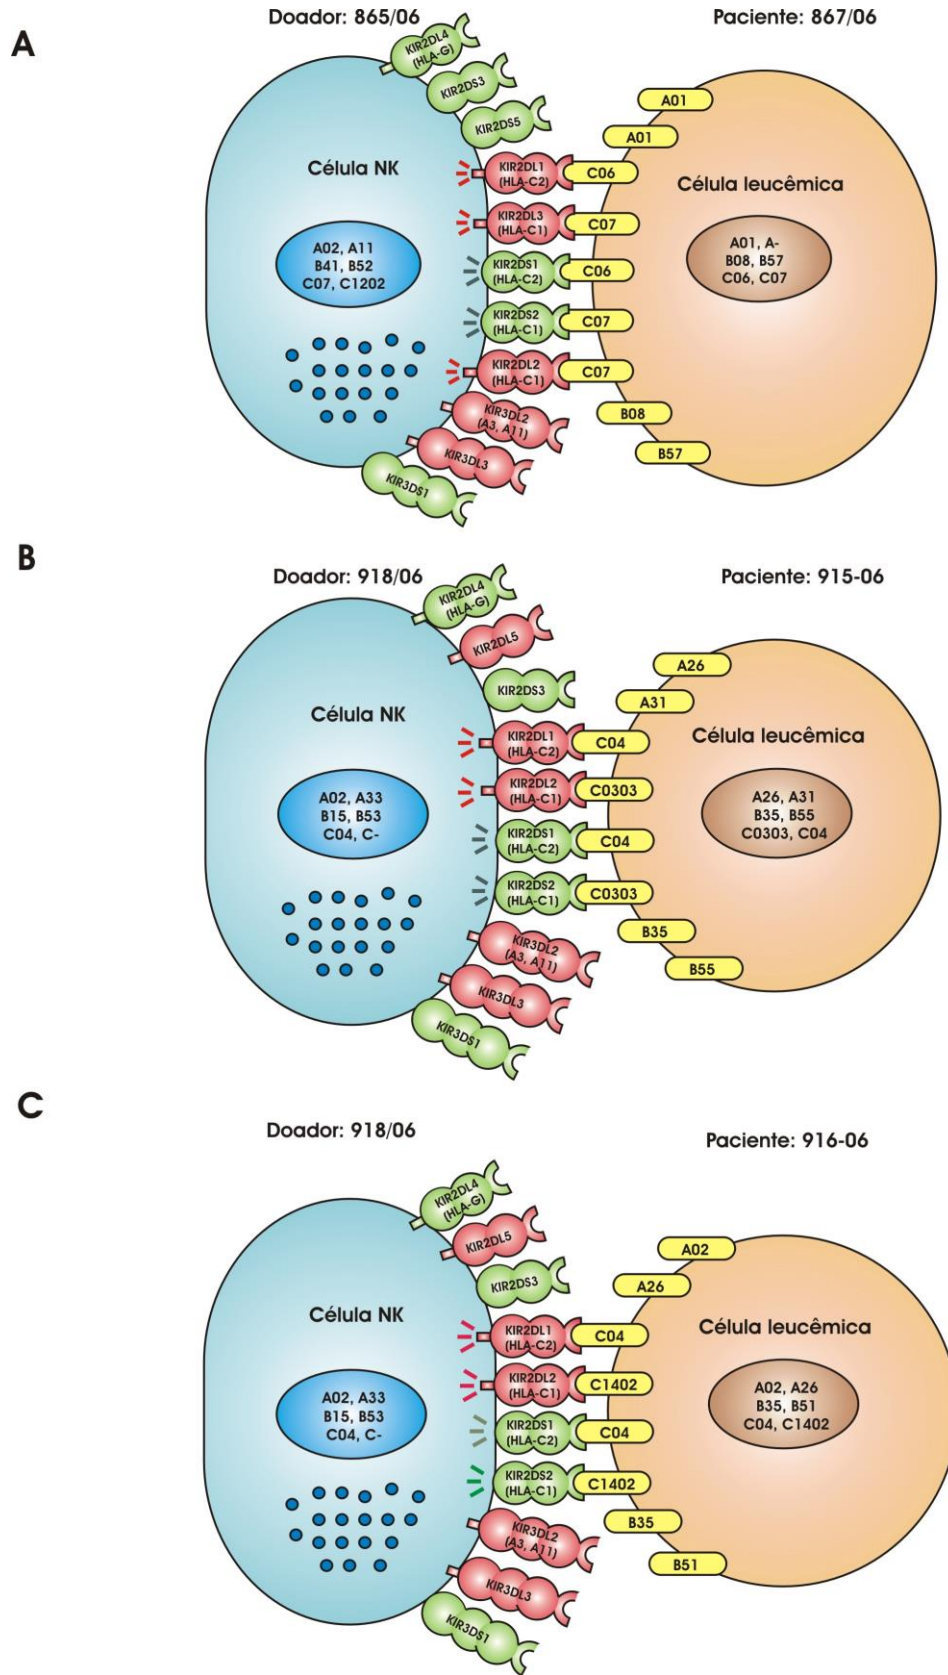 Doador: 865/06
Paciente: 867/06
A
KIR2DL4
(HLA-G)
KIR2DS3
KIR2DS5
A01
A01
Célula NK
KIR2DL1
(HLA-C2)
C06
Célula leucêmica
KIR2DL3
(HLA-C1)
C07
A02, A11
B41, B52
C07, C1202
KIR2DS1
(HLA-C2)
C06
A01, A-
B08, B57
C06, C07
KIR2DS2
(HLA-C1)
C07
KIR2DL2
(HLA-C1)
C07
KIR3DL2
(A3, A11)
B08
KIR3DL3
B57
KIR3DS1
B
Doador: 918/06
Paciente: 915-06
KIR2DL4
(HLA-G)
KIR2DL5
A26
KIR2DS3
A31
Célula NK
KIR2DL1
(HLA-C2)
C04
Célula leucêmica
KIR2DL2
(HLA-C1)
C0303
A02, A33
B15, B53
C04, C-
KIR2DS1
(HLA-C2)
C04
A26, A31
B35, B55
C0303, C04
KIR2DS2
(HLA-C1)
C0303
KIR3DL2
(A3, A11)
B35
KIR3DL3
B55
KIR3DS1
C
Doador: 918/06
Paciente: 916-06
KIR2DL4
(HLA-G)
KIR2DL5
A02
KIR2DS3
A26
Célula NK
KIR2DL1
(HLA-C2)
C04
Célula leucêmica
KIR2DL2
(HLA-C1)
C1402
A02, A33
B15, B53
C04, C-
KIR2DS1
(HLA-C2)
C04
A02, A26
B35, B51
C04, C1402
KIR2DS2
(HLA-C1)
C1402
KIR3DL2
(A3, A11)
B35
KIR3DL3
B51
KIR3DS1